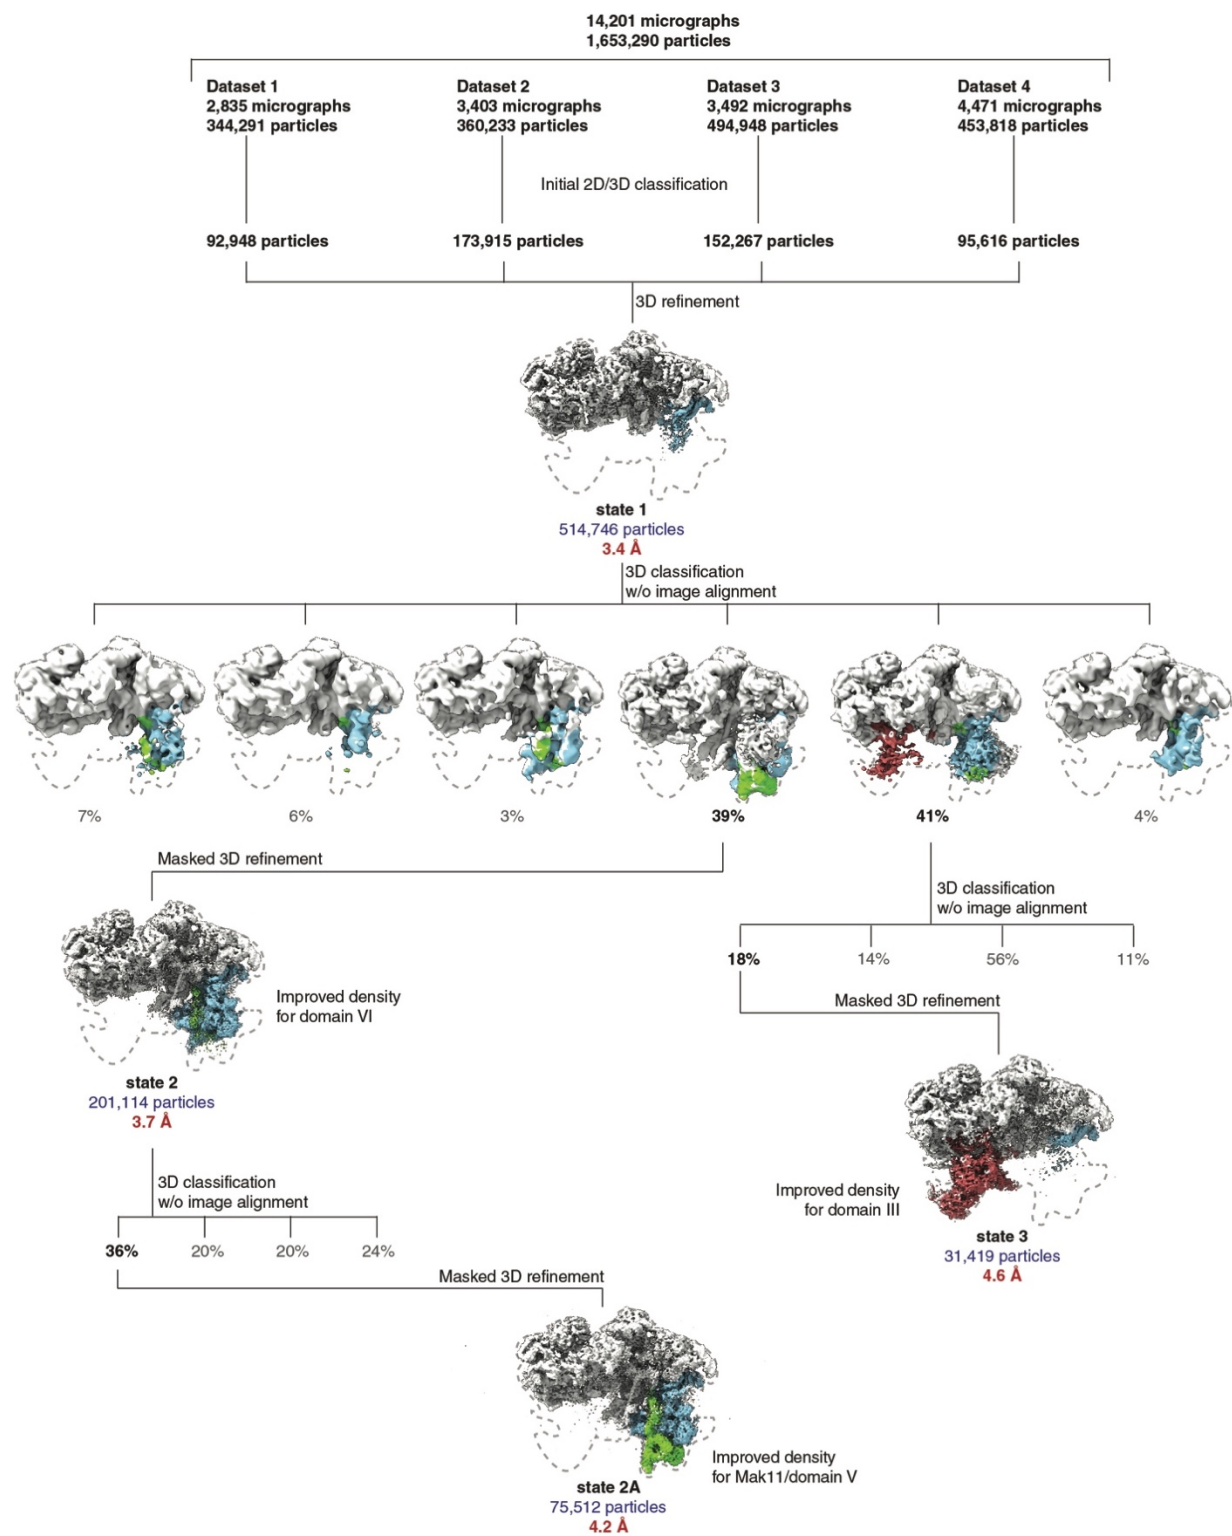 14,201 micrographs
1,653,290 particles
Dataset 1
2,835 micrographs
344,291 particles
Dataset 2
3,403 micrographs
360,233 particles
Dataset 3
3,492 micrographs
494,948 particles
Dataset 4
4,471 micrographs
453,818 particles
Initial 2D/3D classification
92,948 particles
173,915 particles
152,267 particles
95,616 particles
3D refinement
state 1
514,746 particles
3.4 Å
3D classification
w/o image alignment
7%
6%
3%
39%
41%
4%
Masked 3D refinement
3D classification
w/o image alignment
18%
14%
56%
11%
Masked 3D refinement
Improved density
for domain VI
state 2
201,114 particles
3.7 Å
Improved density
for domain III
state 3
31,419 particles
4.6 Å
3D classification
w/o image alignment
36%
20%
20%
24%
Masked 3D refinement
Improved density
for Mak11/domain V
state 2A
75,512 particles
4.2 Å